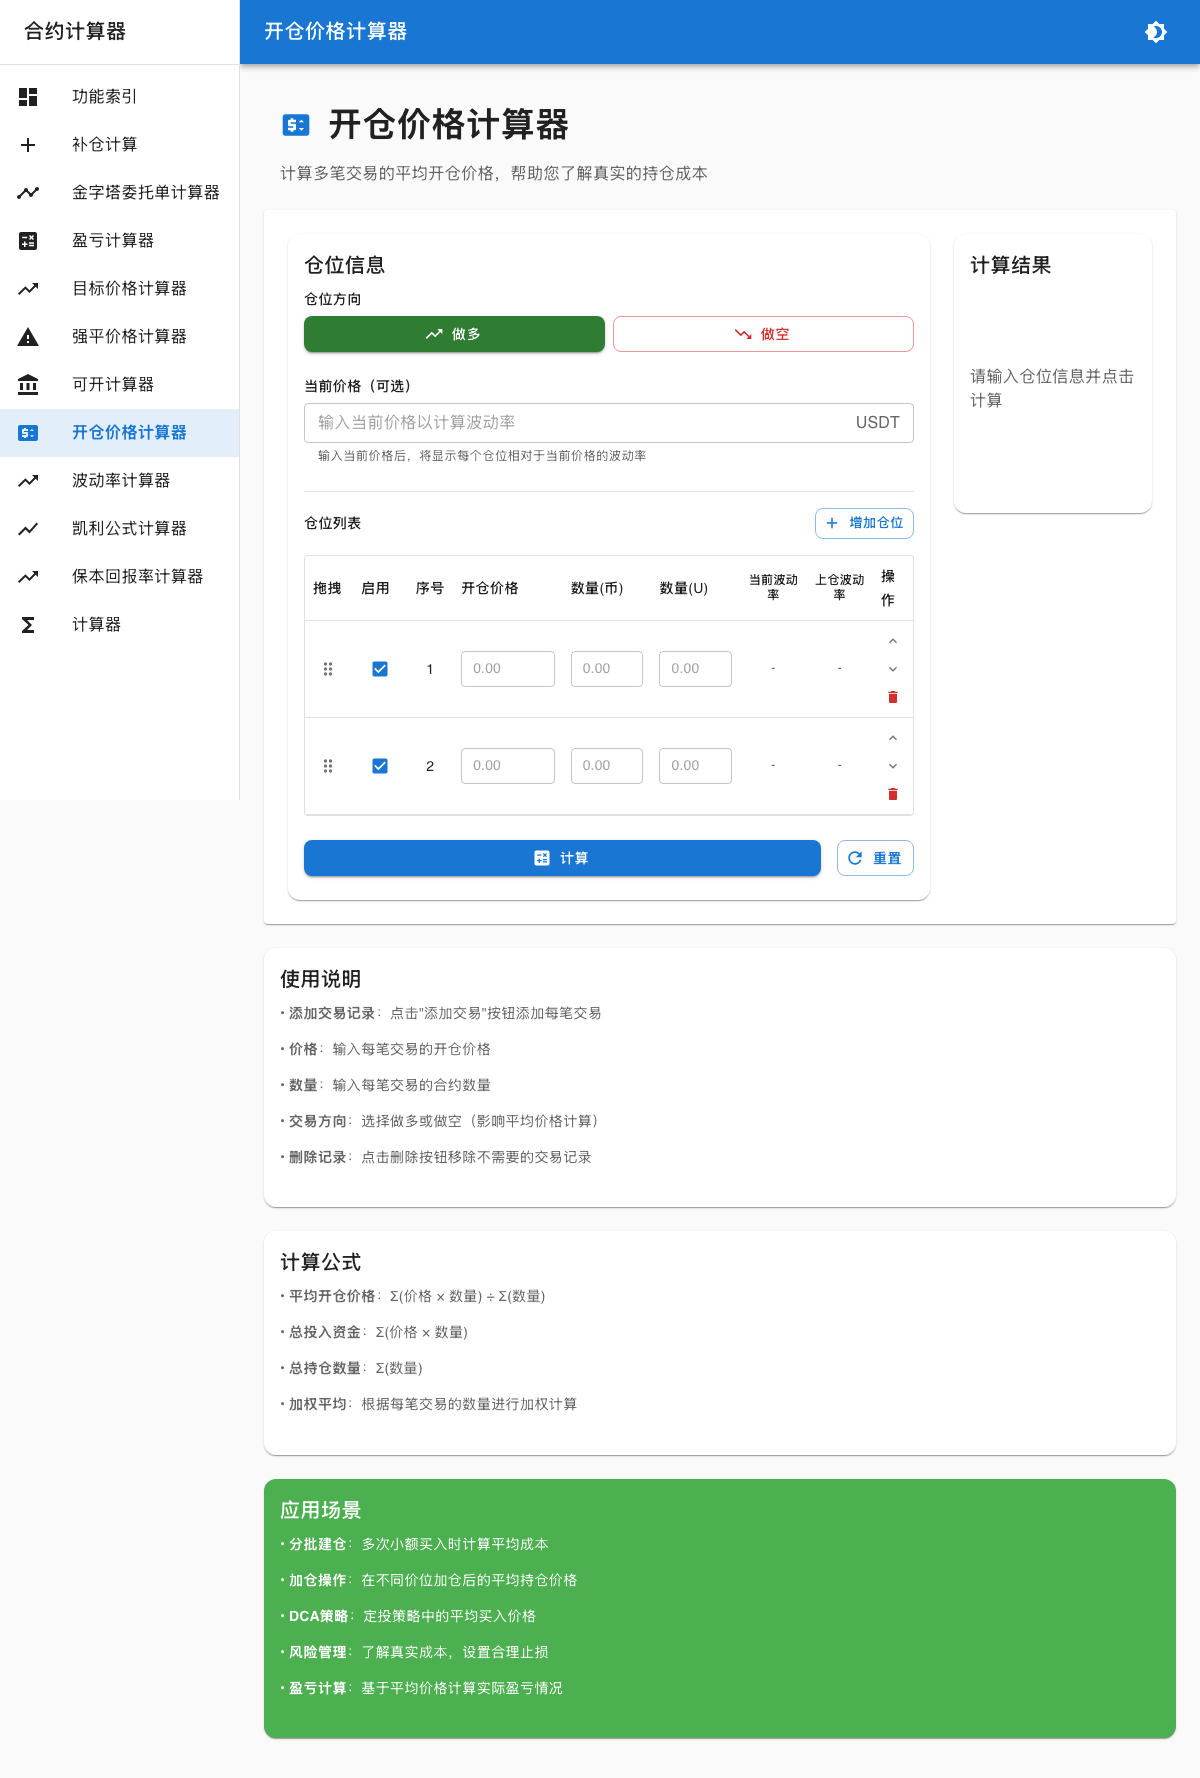 合约计算器
开仓价格计算器
功能索引
补仓计算
金字塔委托单计算器
盈亏计算器
目标价格计算器
强平价格计算器
可开计算器
开仓价格计算器
波动率计算器
凯利公式计算器
保本回报率计算器
计算器
开仓价格计算器
计算多笔交易的平均开仓价格，帮助您了解真实的持仓成本
仓位信息
仓位方向
做多
做空
当前价格（可选）
输入当前价格以计算波动率
USDT
输入当前价格后，将显示每个仓位相对于当前价格的波动率
仓位列表
增加仓位
拖拽 启用 序号 开仓价格 数量(币) 数量(U) 当前波动率 上仓波动率 操作
1 0.00 0.00 0.00 - -
2 0.00 0.00 0.00 - -
计算
重置
计算结果
请输入仓位信息并点击
计算
使用说明
• 添加交易记录：点击"添加交易"按钮添加每笔交易
• 价格：输入每笔交易的开仓价格
• 数量：输入每笔交易的合约数量
• 交易方向：选择做多或做空（影响平均价格计算）
• 删除记录：点击删除按钮移除不需要的交易记录
计算公式
• 平均开仓价格：Σ(价格 × 数量) ÷ Σ(数量)
• 总投入资金：Σ(价格 × 数量)
• 总持仓数量：Σ(数量)
• 加权平均：根据每笔交易的数量进行加权计算
应用场景
• 分批建仓：多次小额买入时计算平均成本
• 加仓操作：在不同价位加仓后的平均持仓价格
• DCA策略：定投策略中的平均买入价格
• 风险管理：了解真实成本，设置合理止损
• 盈亏计算：基于平均价格计算实际盈亏情况